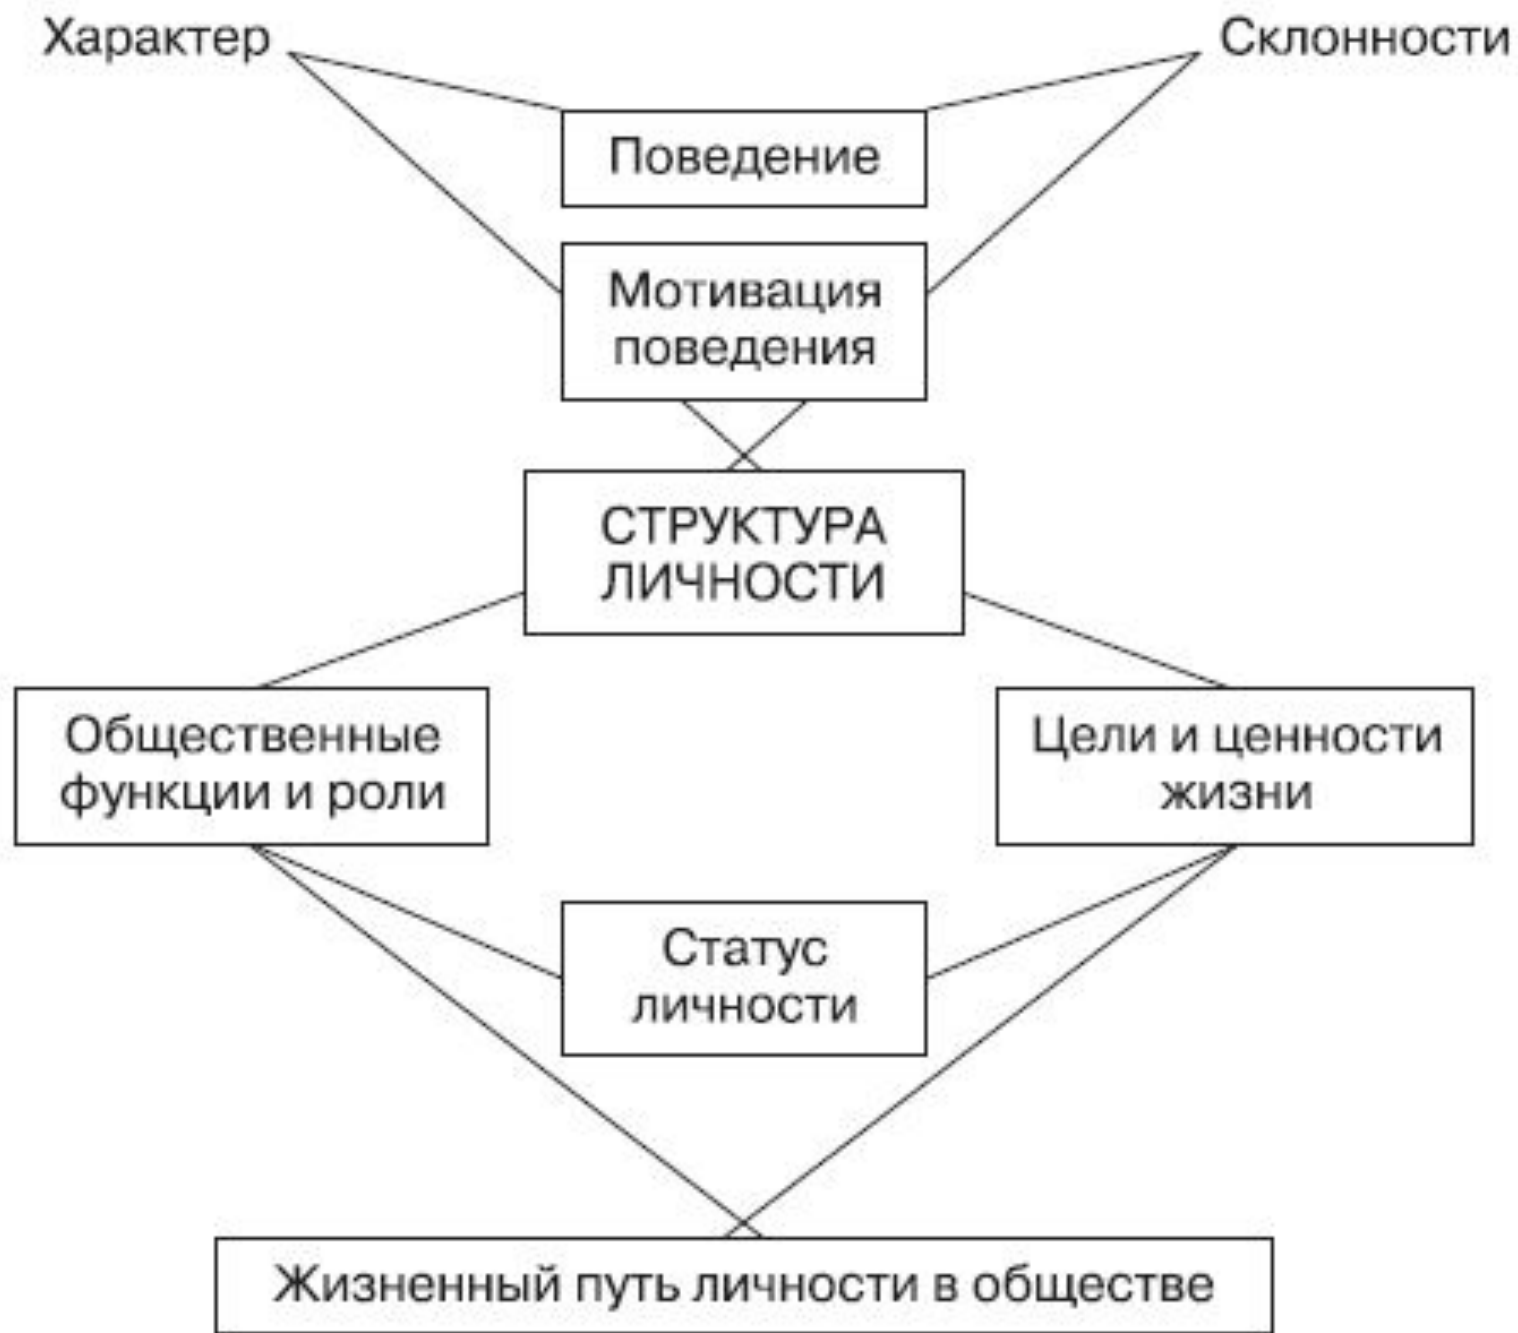 Характер
Склонности
Поведение
Мотивация
поведения
СТРУКТУРА
ЛИЧНОСТИ
Общественные
функции и роли
Цели и ценности
жизни
Статус
личности
Жизненный путь личности в обществе